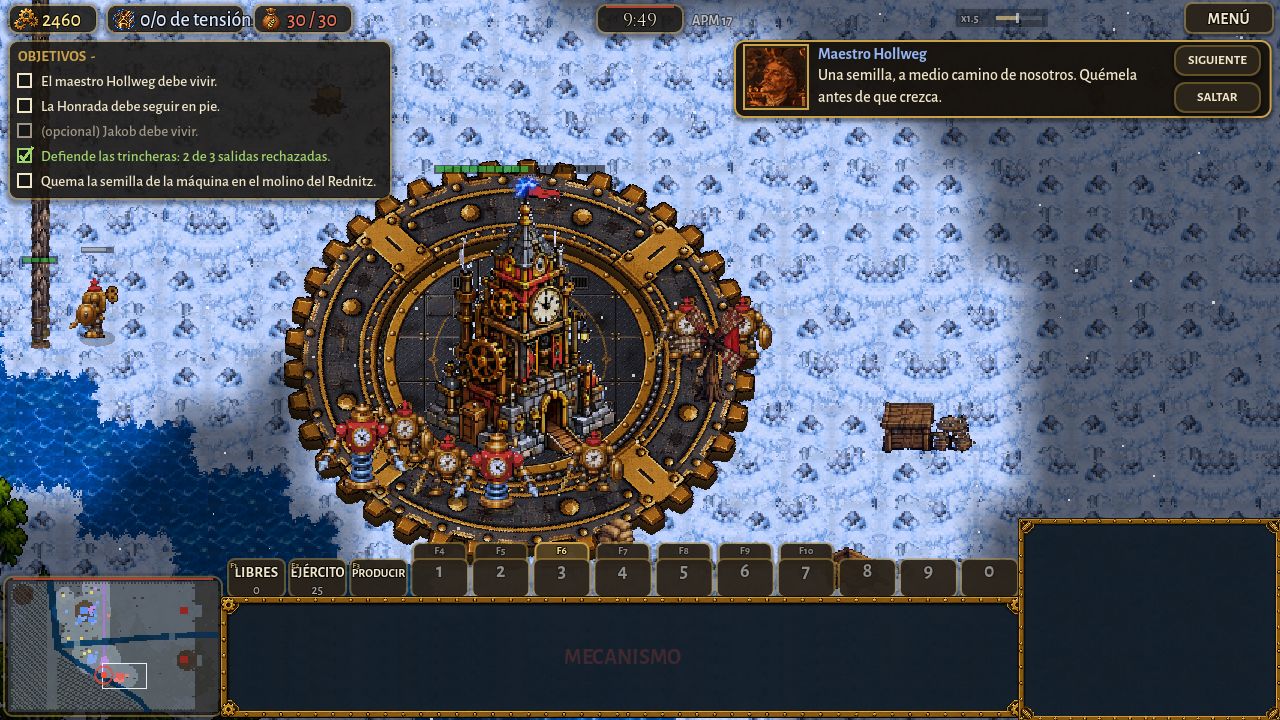 2460
0/0 de tensión
30 / 30
9:49
APM 17
x1.5
MENÚ
OBJETIVOS -
El maestro Hollweg debe vivir.
La Honrada debe seguir en pie.
(opcional) Jakob debe vivir.
Defiende las trincheras: 2 de 3 salidas rechazadas.
Quema la semilla de la máquina en el molino del Rednitz.
Maestro Hollweg
Una semilla, a medio camino de nosotros. Quémela
antes de que crezca.
SIGUIENTE
SALTAR
F4 F5 F6 F7 F8 F9 F10
LIBRES EJÉRCITO PRODUCIR 1 2 3 4 5 6 7 8 9 0
0 25
MECANISMO